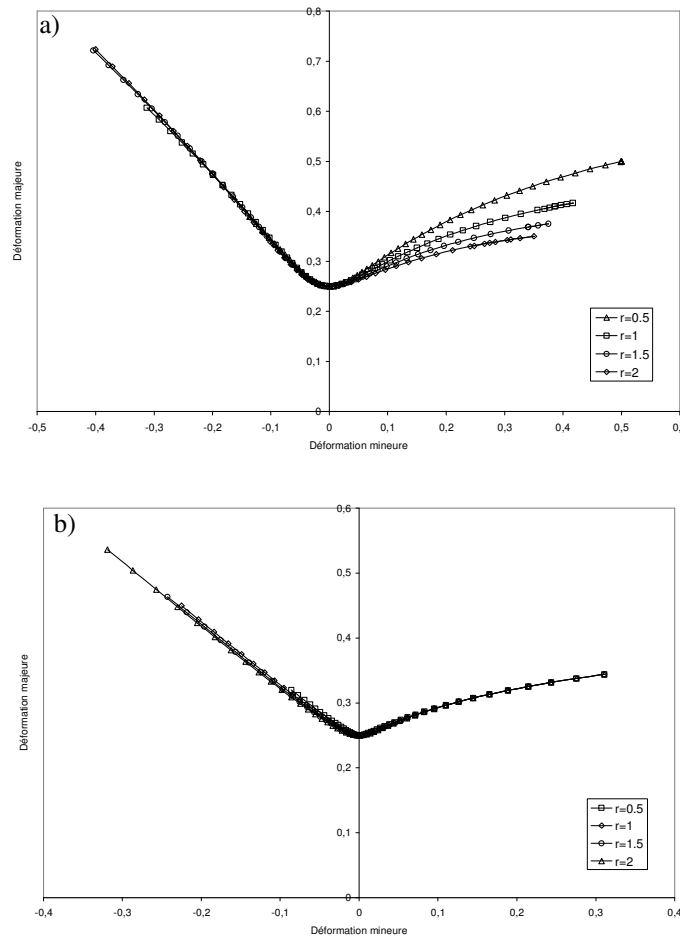 a)
0,8
0,7
0,6
0,5
0,4
0,3
0,2
0,1
0
-0,5 -0,4 -0,3 -0,2 -0,1 0 0,1 0,2 0,3 0,4 0,5
Déformation majeure
Déformation mineure
r=0.5
r=1
r=1.5
r=2
b)
0,6
0,5
0,4
0,3
0,2
0,1
0
-0,4 -0,3 -0,2 -0,1 0 0,1 0,2 0,3 0,4
Déformation majeure
Déformation mineure
r=0.5
r=1
r=1.5
r=2